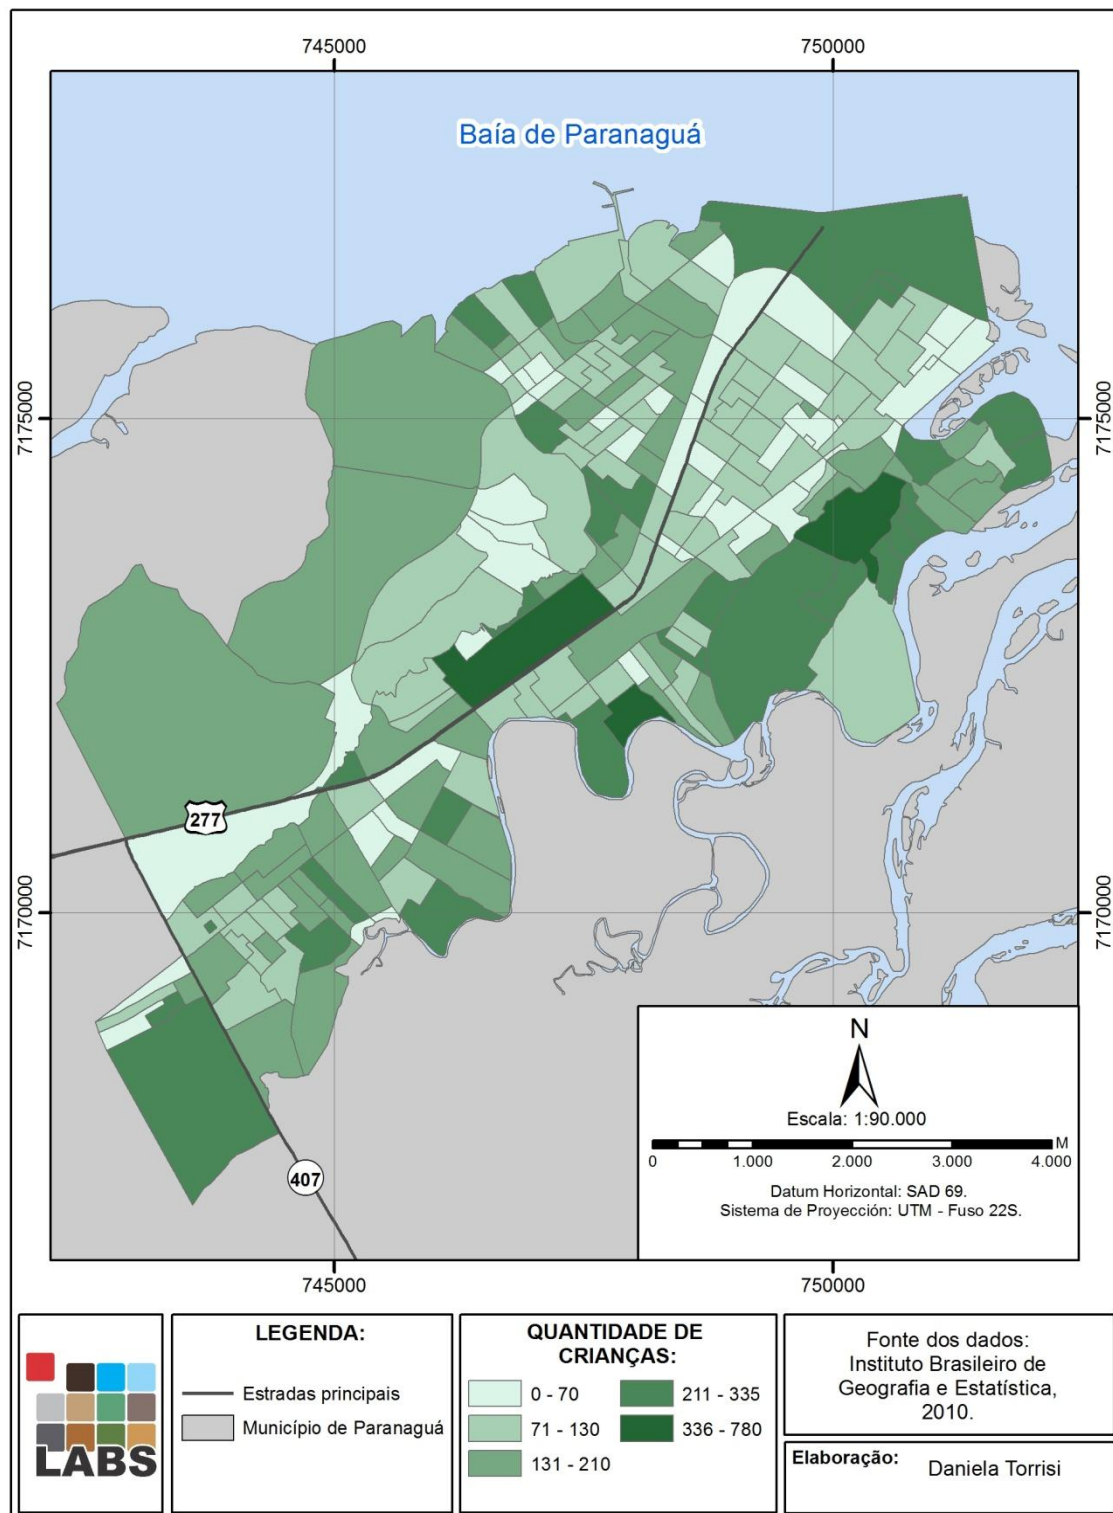 745000
750000
Baía de Paranaguá
7175000
7175000
277
7170000
7170000
N
Escala: 1:90.000
M
0
1.000
2.000
3.000
4.000
Datum Horizontal: SAD 69.
Sistema de Proyección: UTM - Fuso 22S.
407
745000
750000
LABS
LEGENDA:
Estradas principais
Município de Paranaguá
QUANTIDADE DE
CRIANÇAS:
0 - 70
71 - 130
131 - 210
211 - 335
336 - 780
Fonte dos dados:
Instituto Brasileiro de
Geografia e Estatística,
2010.
Elaboração: Daniela Torrisi